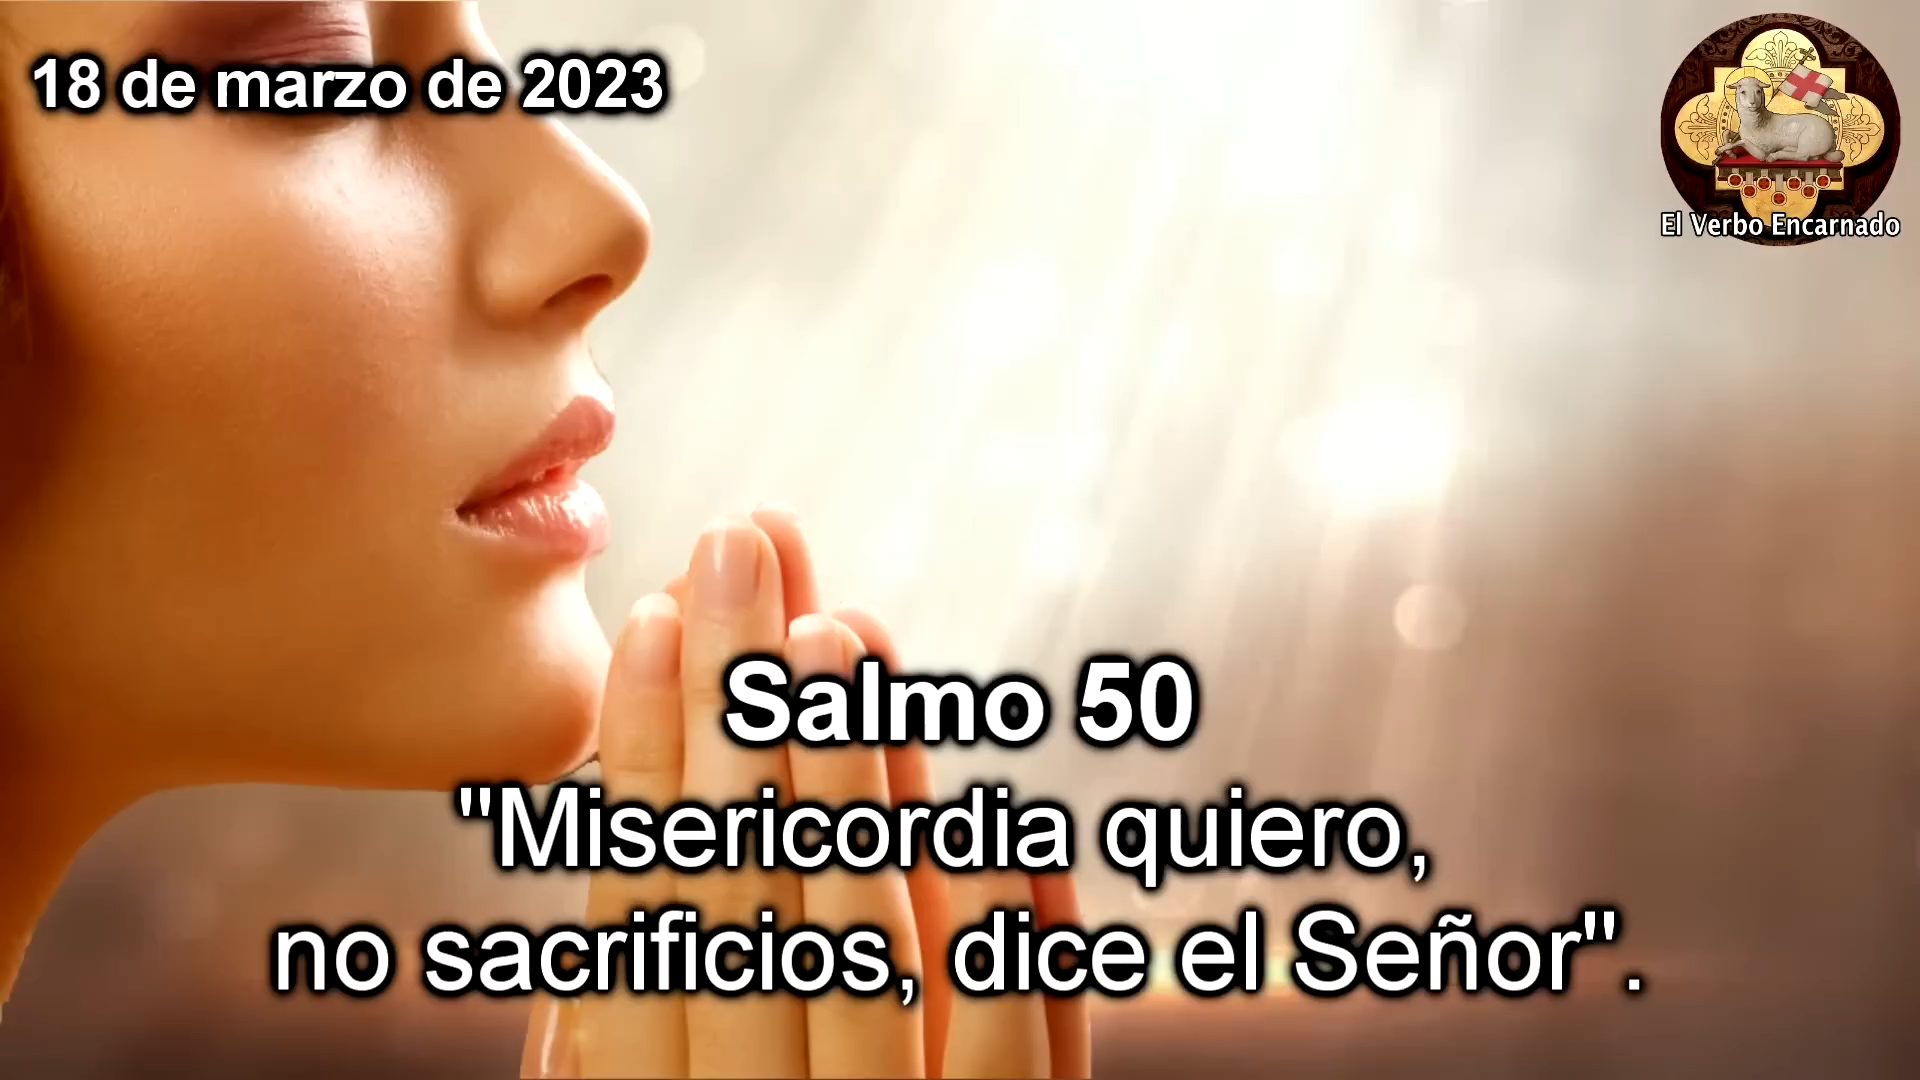 18 de marzo de 2023
El Verbo Encarnado
Salmo 50
"Misericordia quiero,
no sacrificios, dice el Señor".